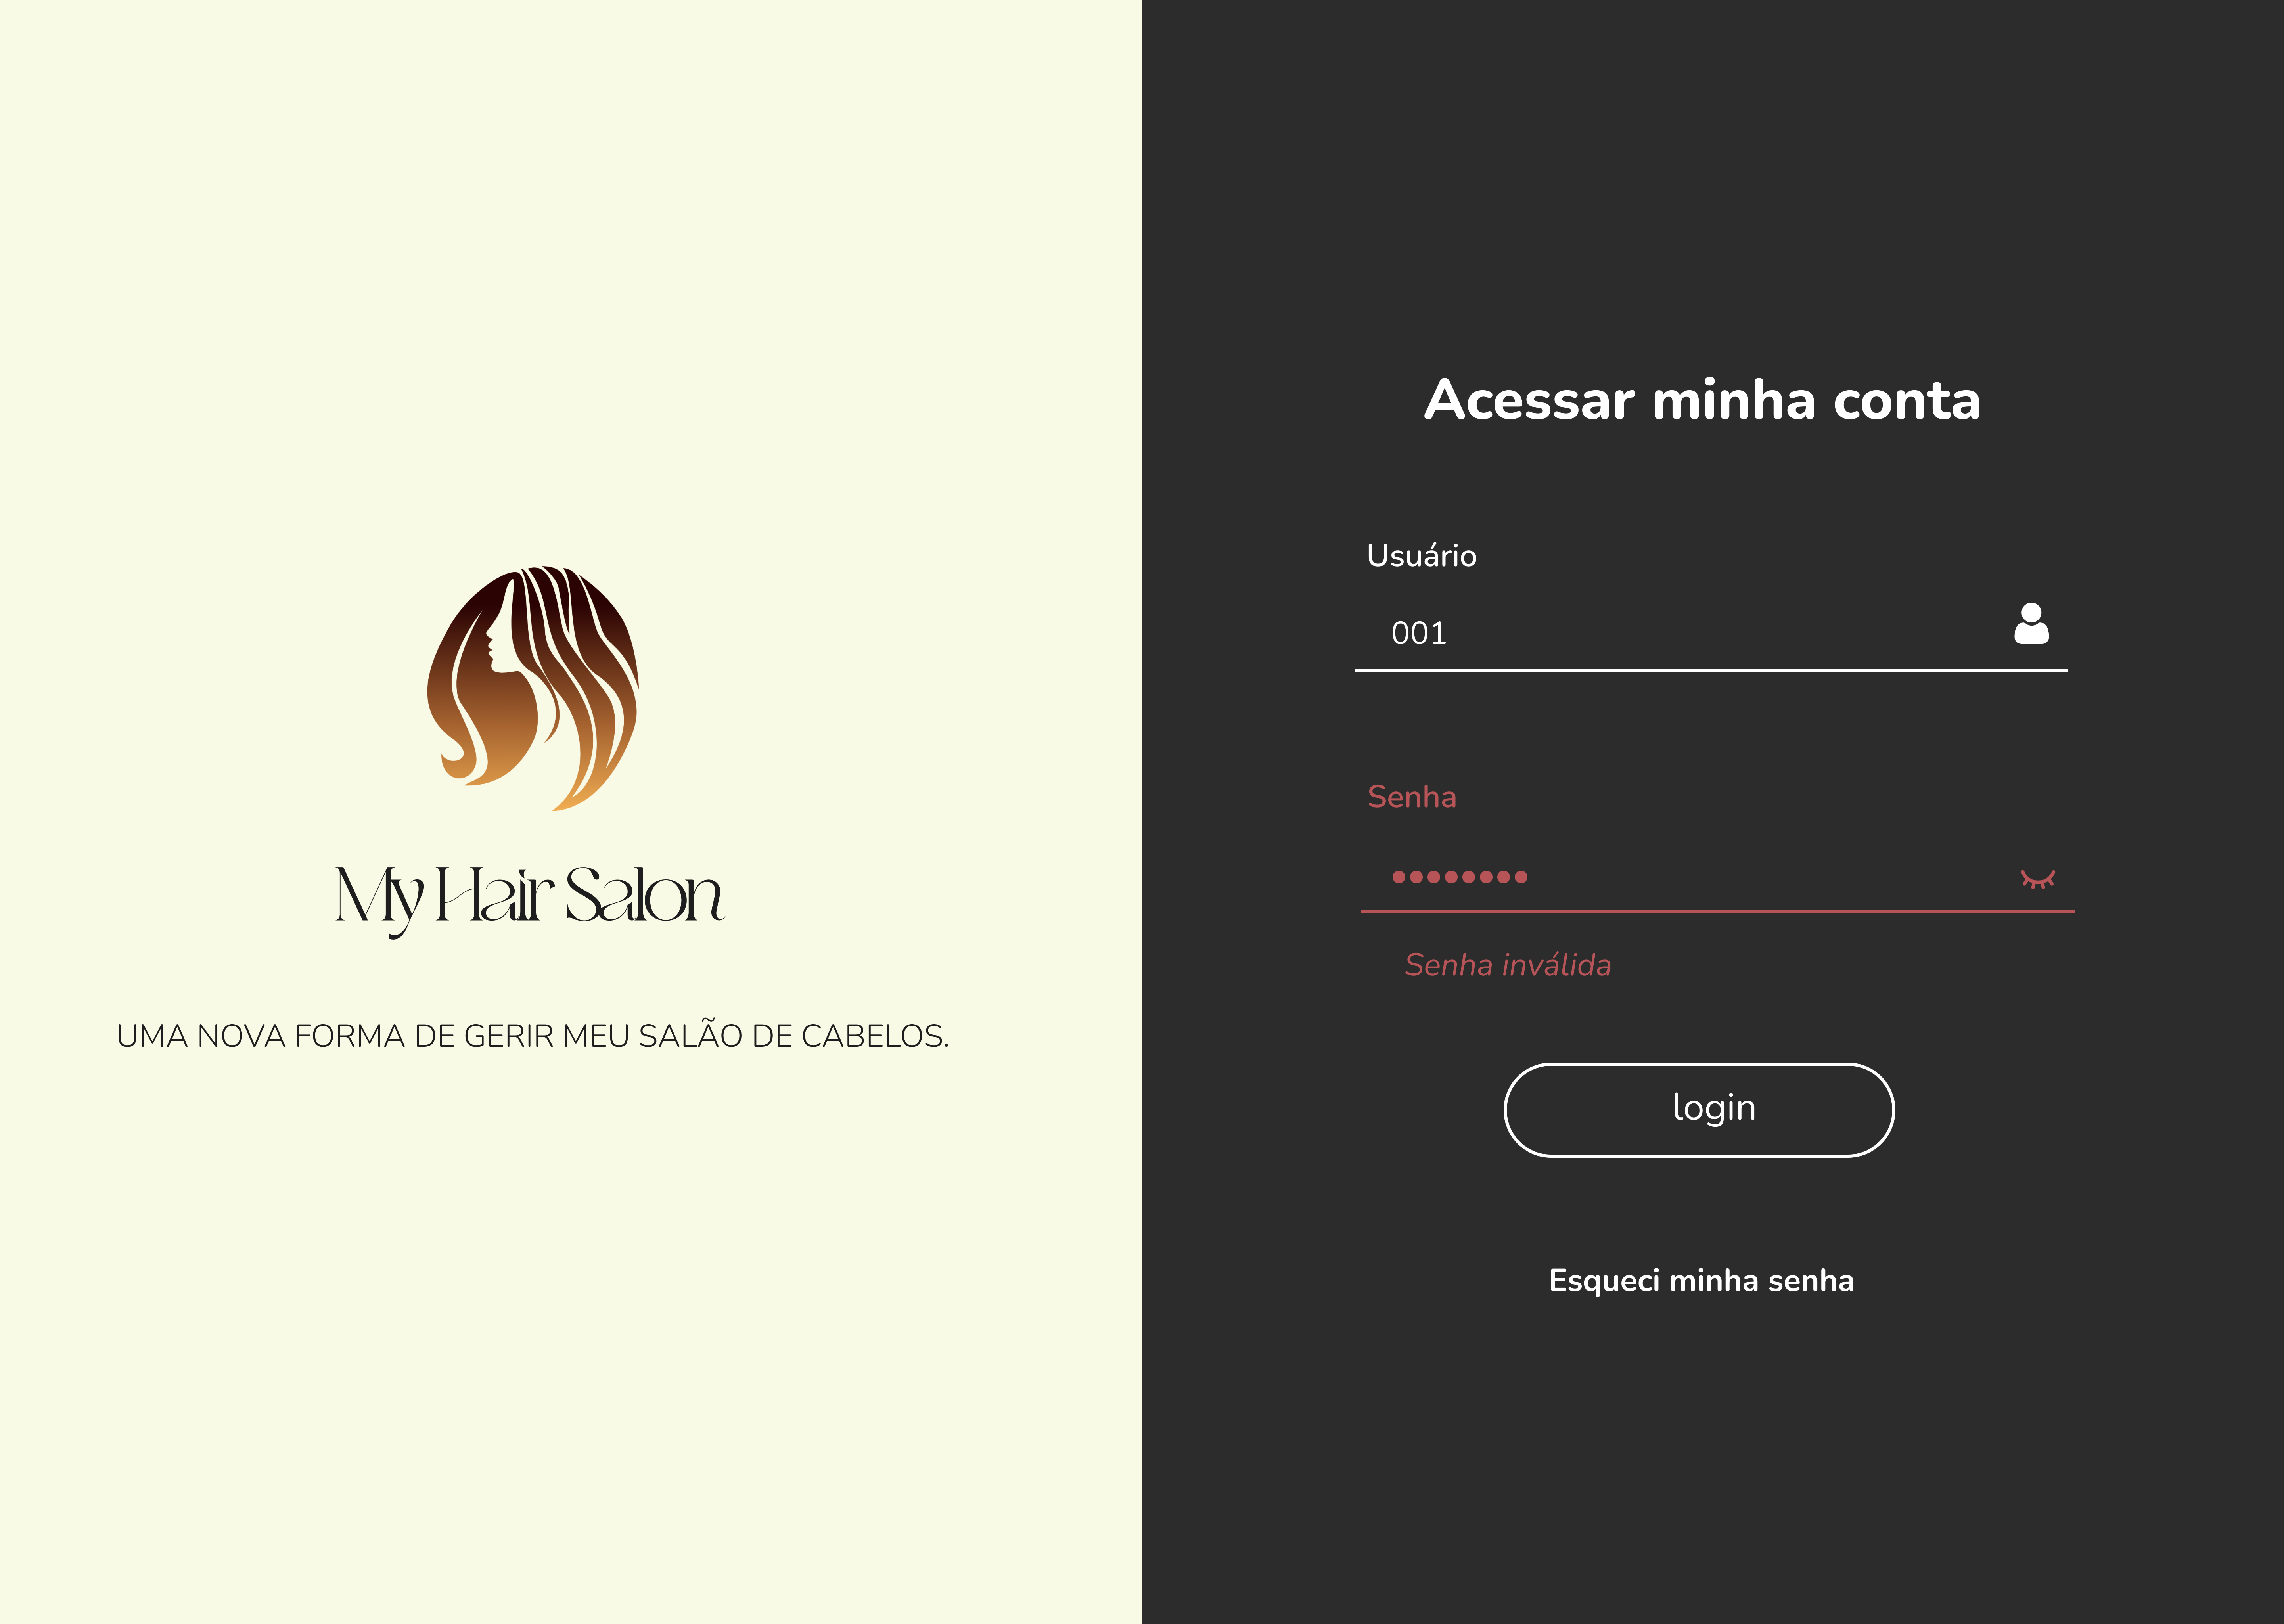 My Hair Salon
UMA NOVA FORMA DE GERIR MEU SALÃO DE CABELOS.
Acessar minha conta
Usuário
001
Senha
••••••••
Senha inválida
login
Esqueci minha senha